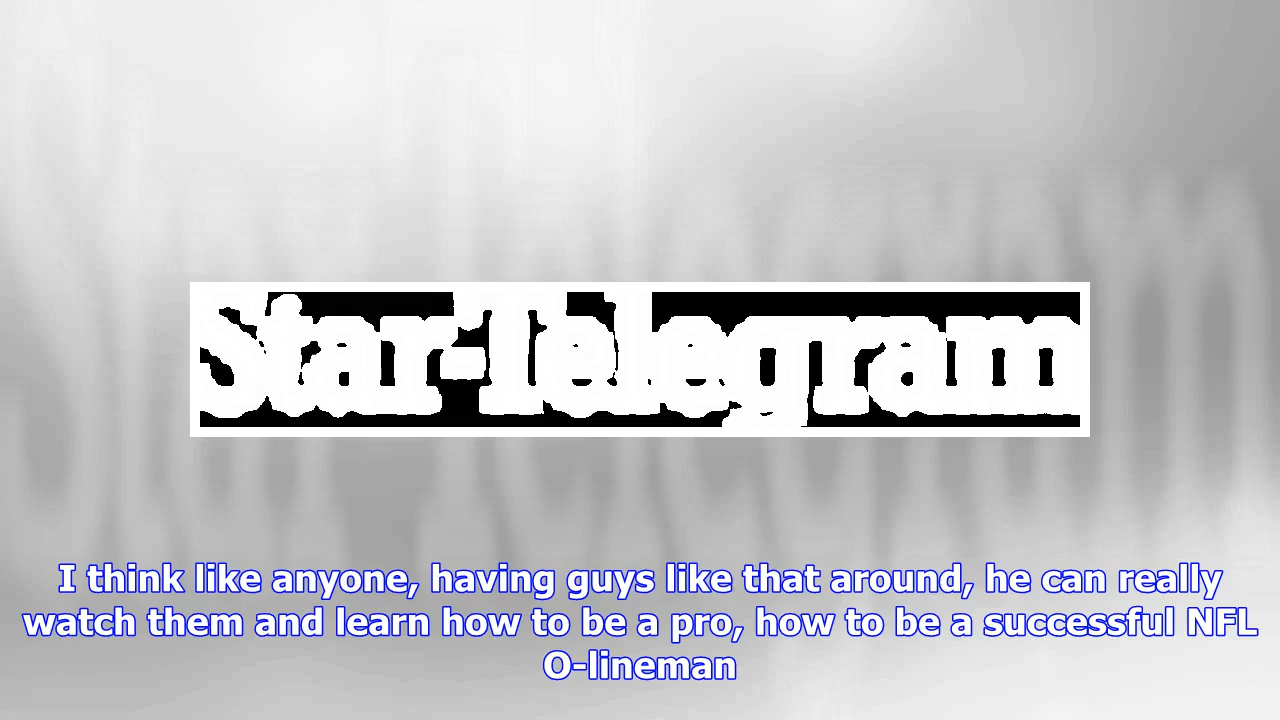 Star-Telegram
I think like anyone, having guys like that around, he can really
watch them and learn how to be a pro, how to be a successful NFL
O-lineman